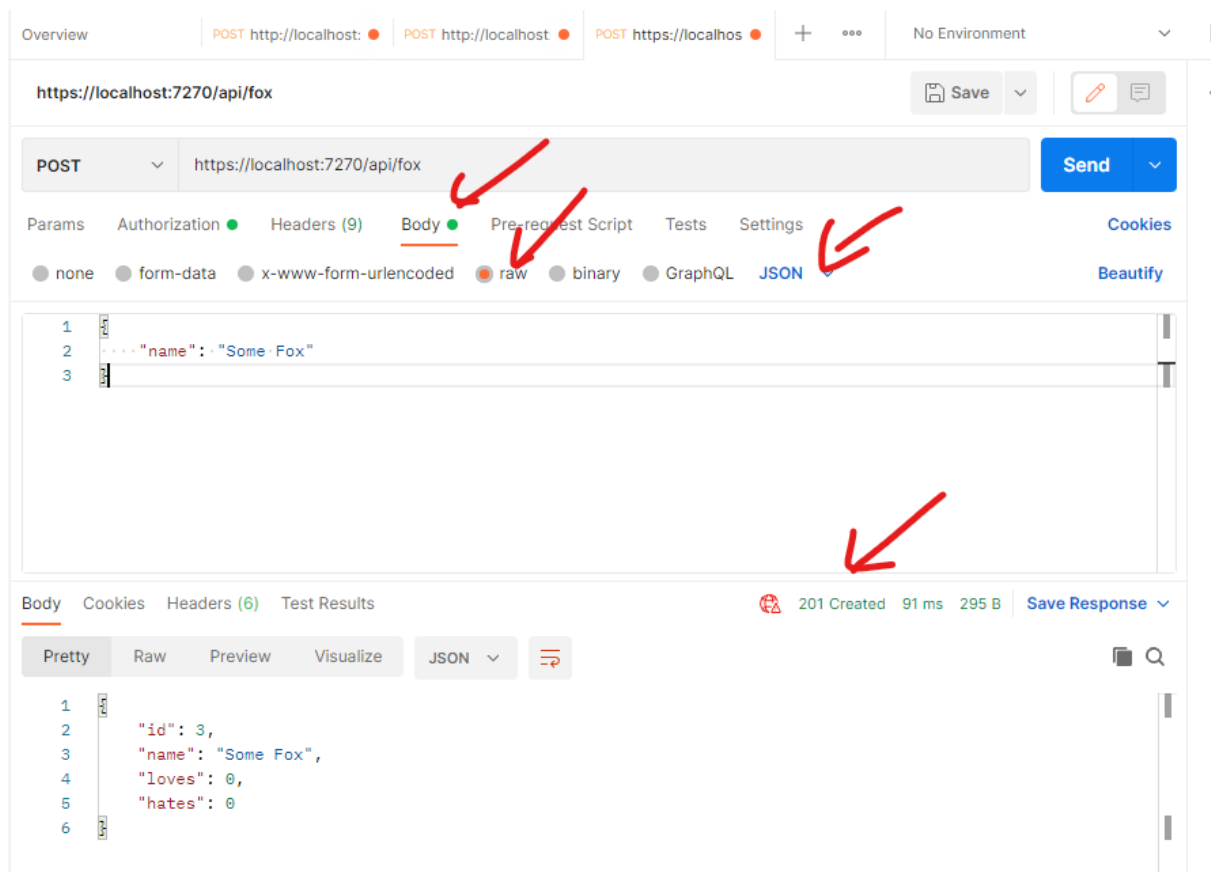 Overview POST http://localhost: POST http://localhost POST https://localhos No Environment
https://localhost:7270/api/fox Save
POST https://localhost:7270/api/fox Send
Params Authorization Headers (9) Body Pre-request Script Tests Settings Cookies
none form-data x-www-form-urlencoded raw binary GraphQL JSON Beautify
1 {
2 "name": "Some Fox"
3 }
Body Cookies Headers (6) Test Results 201 Created 91 ms 295 B Save Response
Pretty Raw Preview Visualize JSON
1 {
2 "id": 3,
3 "name": "Some Fox",
4 "loves": 0,
5 "hates": 0
6 }